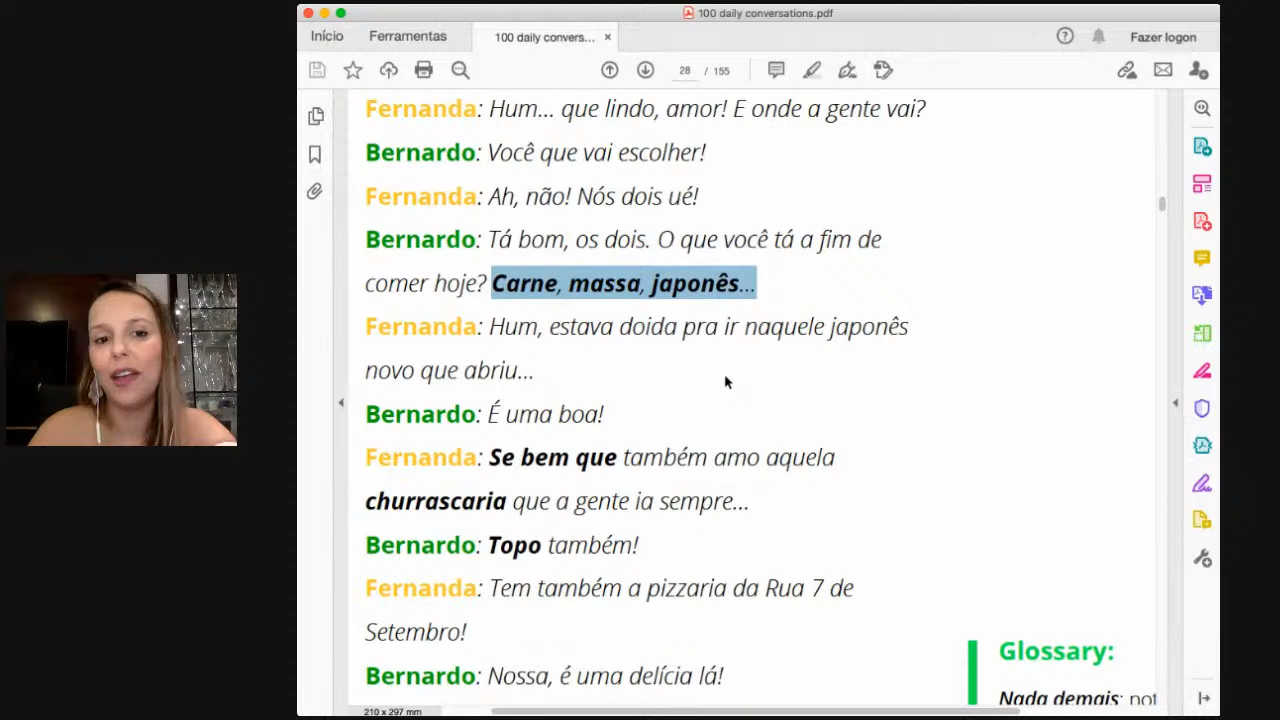 100 daily conversations.pdf
Início Ferramentas 100 daily convers... × Fazer logon
28 / 155
Fernanda: Hum... que lindo, amor! E onde a gente vai?
Bernardo: Você que vai escolher!
Fernanda: Ah, não! Nós dois ué!
Bernardo: Tá bom, os dois. O que você tá a fim de
comer hoje? Carne, massa, japonês...
Fernanda: Hum, estava doida pra ir naquele japonês
novo que abriu...
Bernardo: É uma boa!
Fernanda: Se bem que também amo aquela
churrascaria que a gente ia sempre...
Bernardo: Topo também!
Fernanda: Tem também a pizzaria da Rua 7 de
Setembro!
Bernardo: Nossa, é uma delícia lá!
Glossary:
Nada demais: not
210 x 297 mm